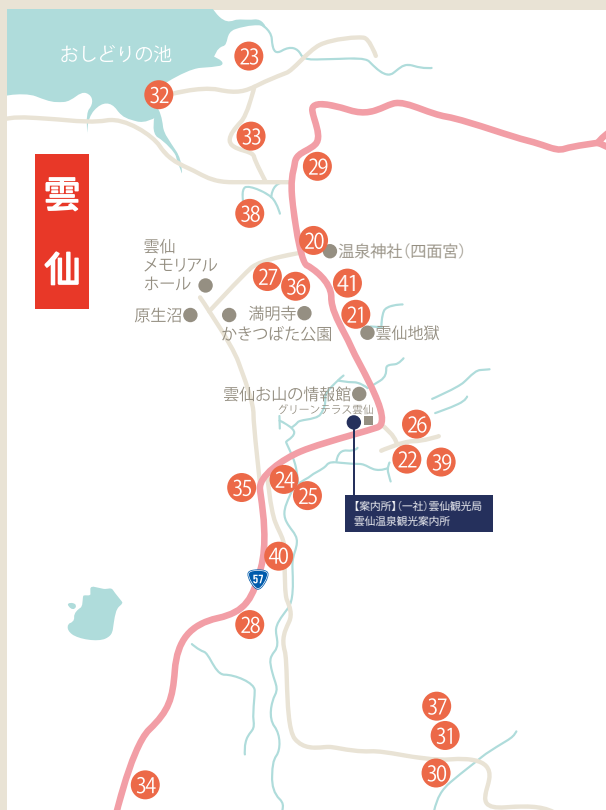 おしどりの池
23
32
33
29
雲仙
38
20
温泉神社(四面宮)
雲仙
メモリアル
ホール
27
36
41
原生沼
満明寺
21
かきつばた公園
雲仙地獄
雲仙お山の情報館
グリーンテラス雲仙
26
22
39
24
35
25
【案内所】(一社)雲仙観光局
雲仙温泉観光案内所
40
57
28
37
31
30
34